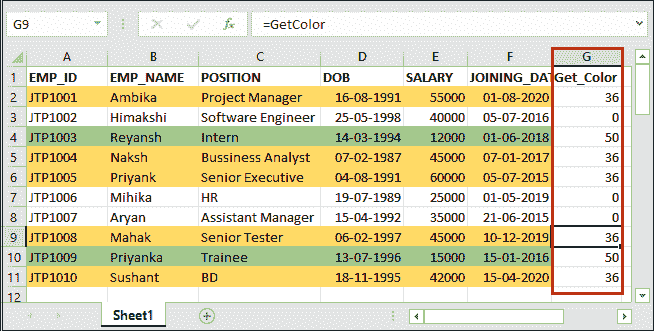 G9 fx =GetColor
A B C D E F G
1 EMP_ID EMP_NAME POSITION DOB SALARY JOINING_DAT Get_Color
2 JTP1001 Ambika Project Manager 16-08-1991 55000 01-08-2020 36
3 JTP1002 Himakshi Software Engineer 25-05-1998 40000 05-07-2016 0
4 JTP1003 Reyansh Intern 14-03-1994 12000 01-06-2018 50
5 JTP1004 Naksh Bussiness Analyst 07-02-1987 45000 07-01-2017 36
6 JTP1005 Priyank Senior Executive 04-08-1991 60000 05-07-2015 36
7 JTP1006 Mihika HR 19-07-1989 25000 01-05-2019 0
8 JTP1007 Aryan Assistant Manager 15-04-1992 35000 21-06-2015 0
9 JTP1008 Mahak Senior Tester 06-02-1997 45000 10-12-2019 36
10 JTP1009 Priyanka Trainee 13-07-1996 15000 15-01-2016 50
11 JTP1010 Sushant BD 18-11-1995 42000 15-04-2020 36
12
Sheet1